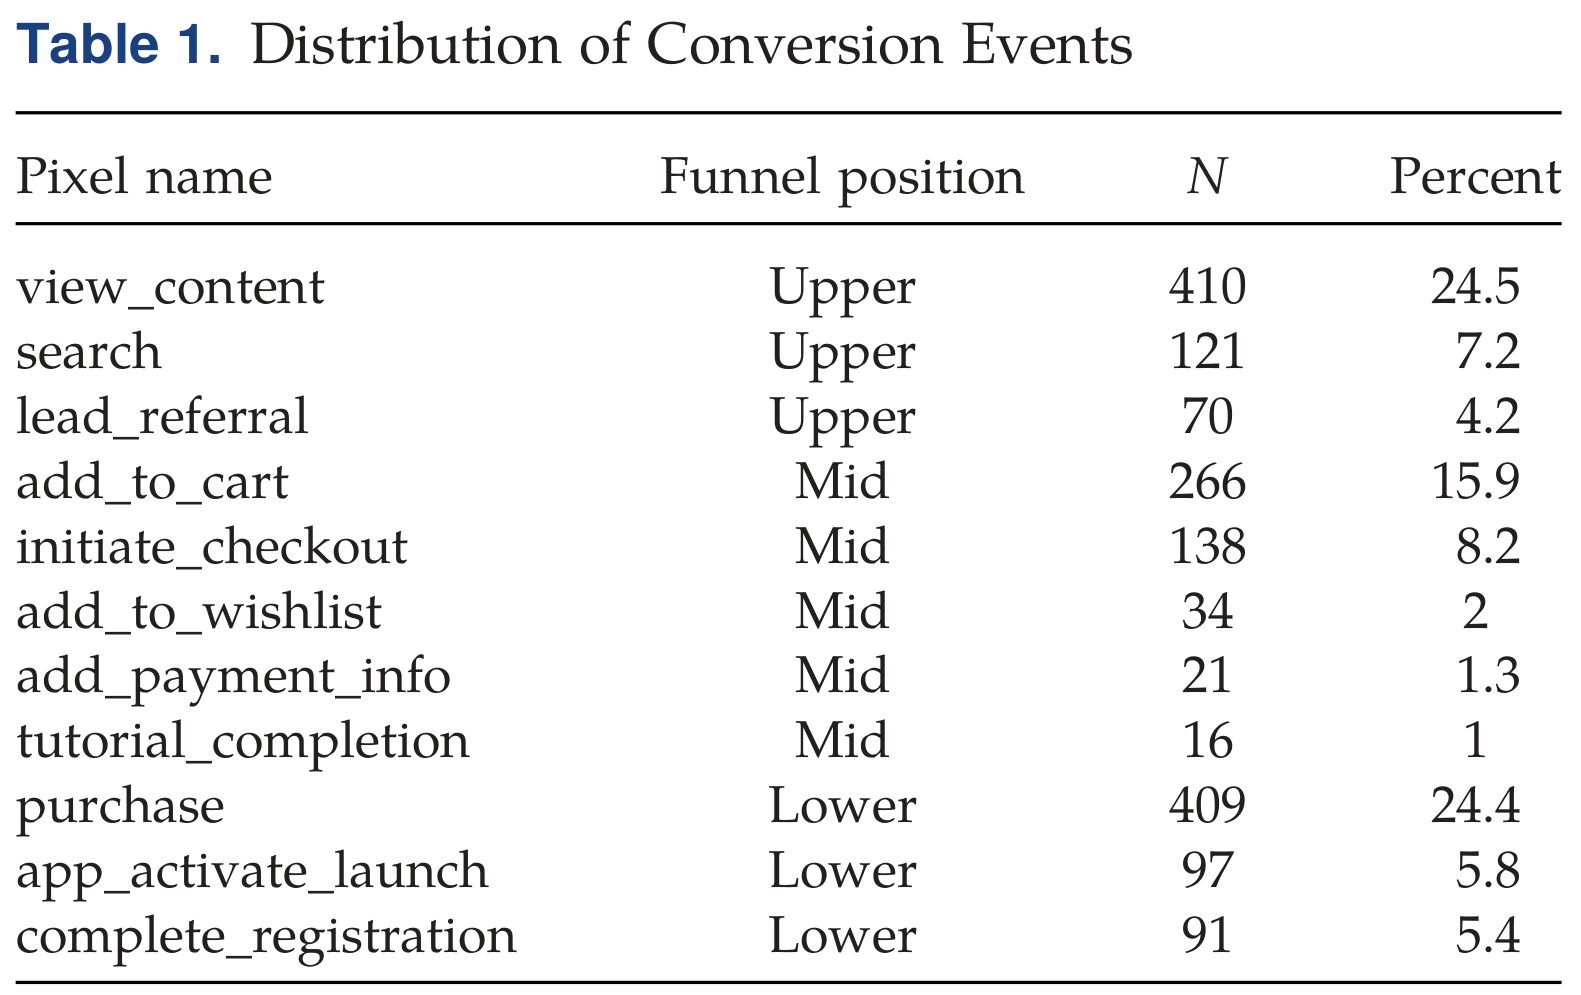 Table 1. Distribution of Conversion Events
Pixel name Funnel position N Percent
view_content Upper 410 24.5
search Upper 121 7.2
lead_referral Upper 70 4.2
add_to_cart Mid 266 15.9
initiate_checkout Mid 138 8.2
add_to_wishlist Mid 34 2
add_payment_info Mid 21 1.3
tutorial_completion Mid 16 1
purchase Lower 409 24.4
app_activate_launch Lower 97 5.8
complete_registration Lower 91 5.4